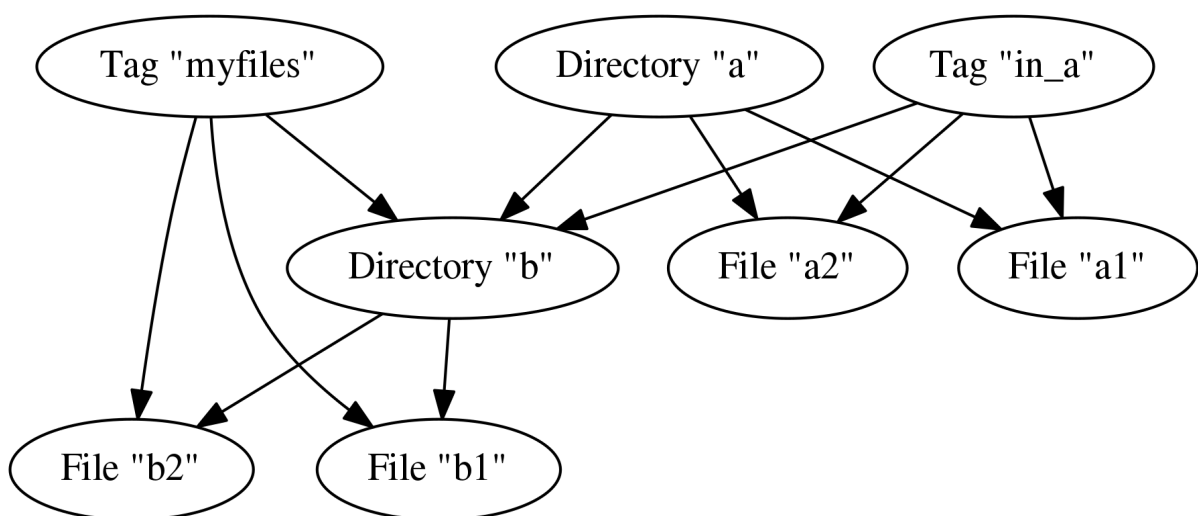 Tag "myfiles"
Directory "a"
Tag "in_a"
Directory "b"
File "a2"
File "a1"
File "b2"
File "b1"